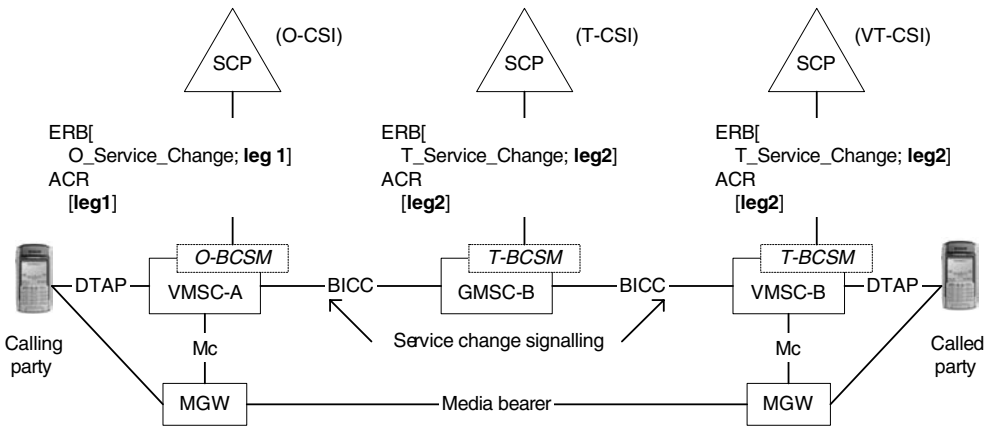 (O-CSI)
SCP
(T-CSI)
SCP
(VT-CSI)
SCP
ERB[
O_Service_Change; leg 1]
ACR
[leg1]
ERB[
T_Service_Change; leg2]
ACR
[leg2]
ERB[
T_Service_Change; leg2]
ACR
[leg2]
O-BCSM
T-BCSM
T-BCSM
DTAP
VMSC-A
BICC
GMSC-B
BICC
VMSC-B
DTAP
Calling
party
Service change signalling
Called
party
Mc
Mc
MGW
Media bearer
MGW